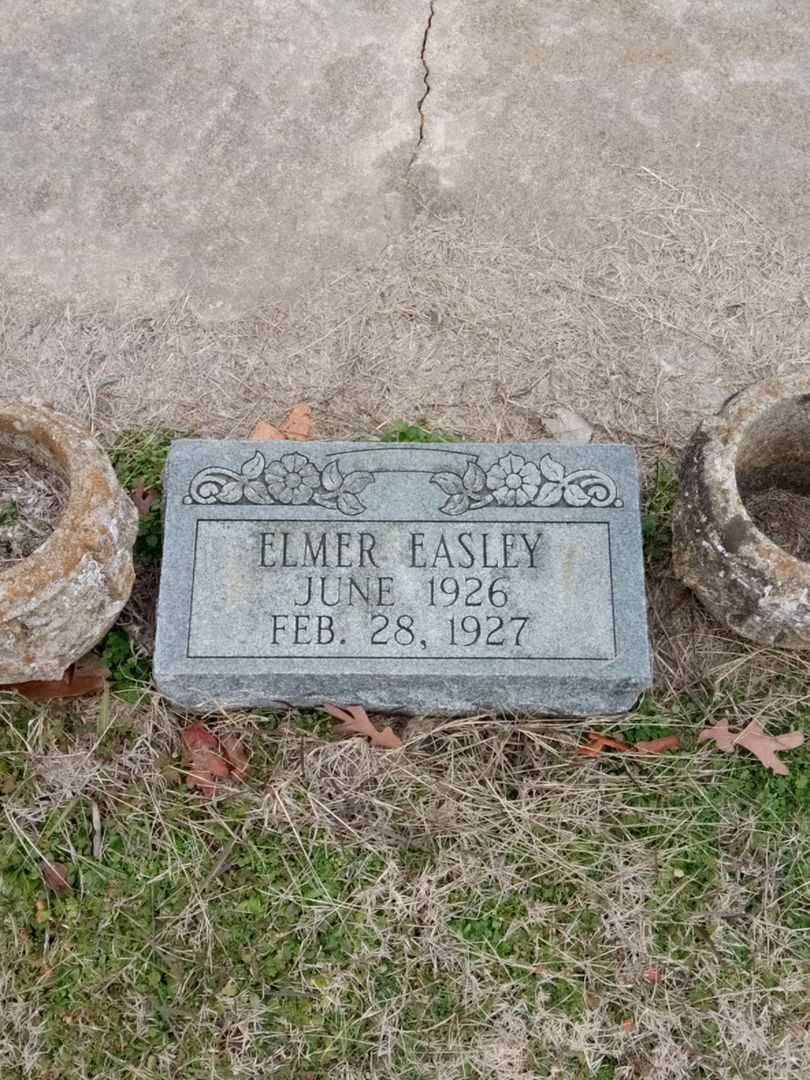 ELMER EASLEY
JUNE 1926
FEB. 28, 1927